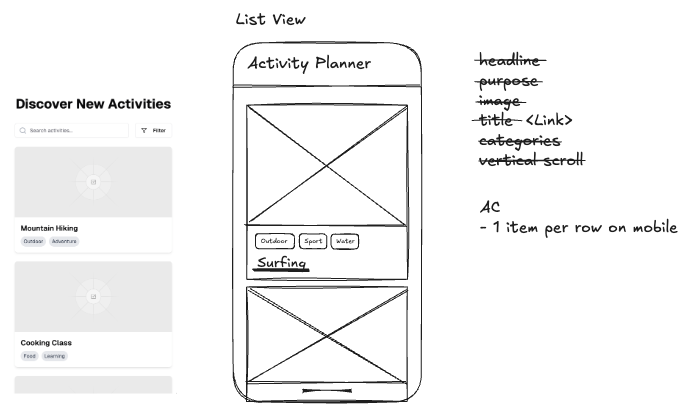 List View
Discover New Activities
Search activities...
Filter
Mountain Hiking
Outdoor Adventure
Cooking Class
Food Learning
Activity Planner
Outdoor Sport Water
Surfing
headline
purpose
image
title <Link>
categories
vertical scroll
AC
- 1 item per row on mobile